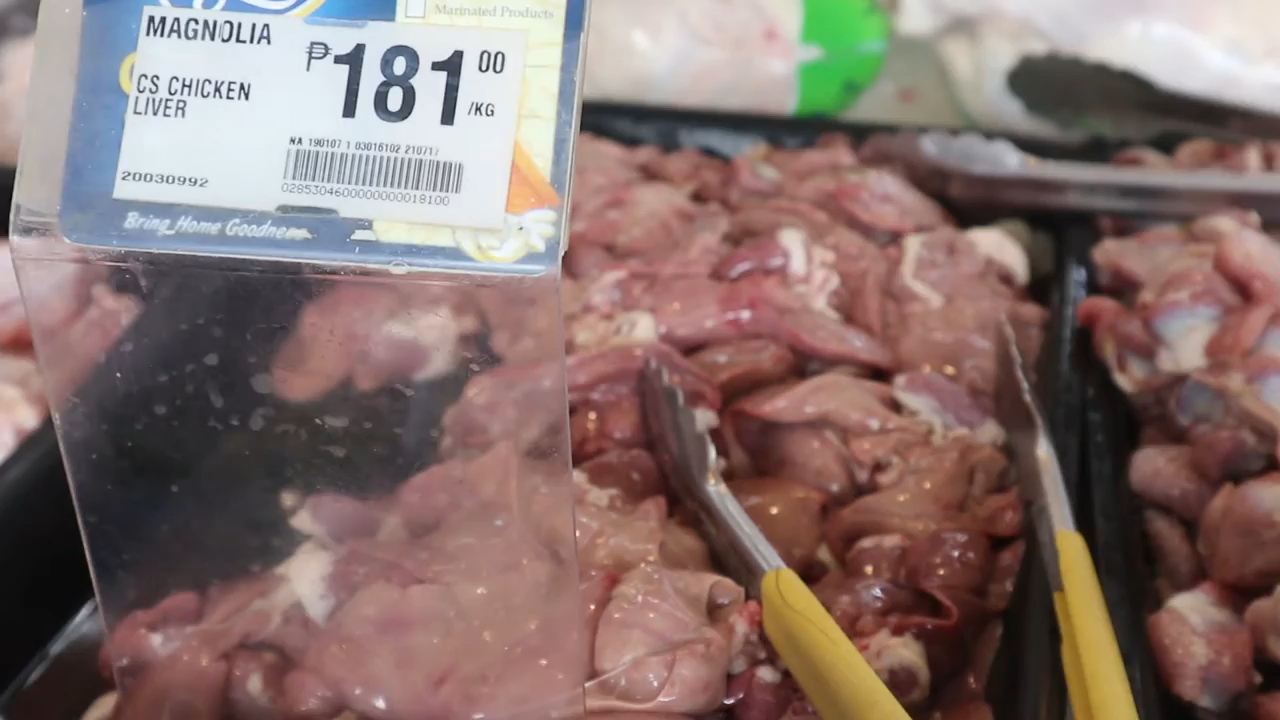 Marinated Products
MAGNOLIA
₱181 00
/KG
CS CHICKEN
LIVER
NA 190107 1 03016102 210717
20030992
028530460000000018100
Bring Home Goodness